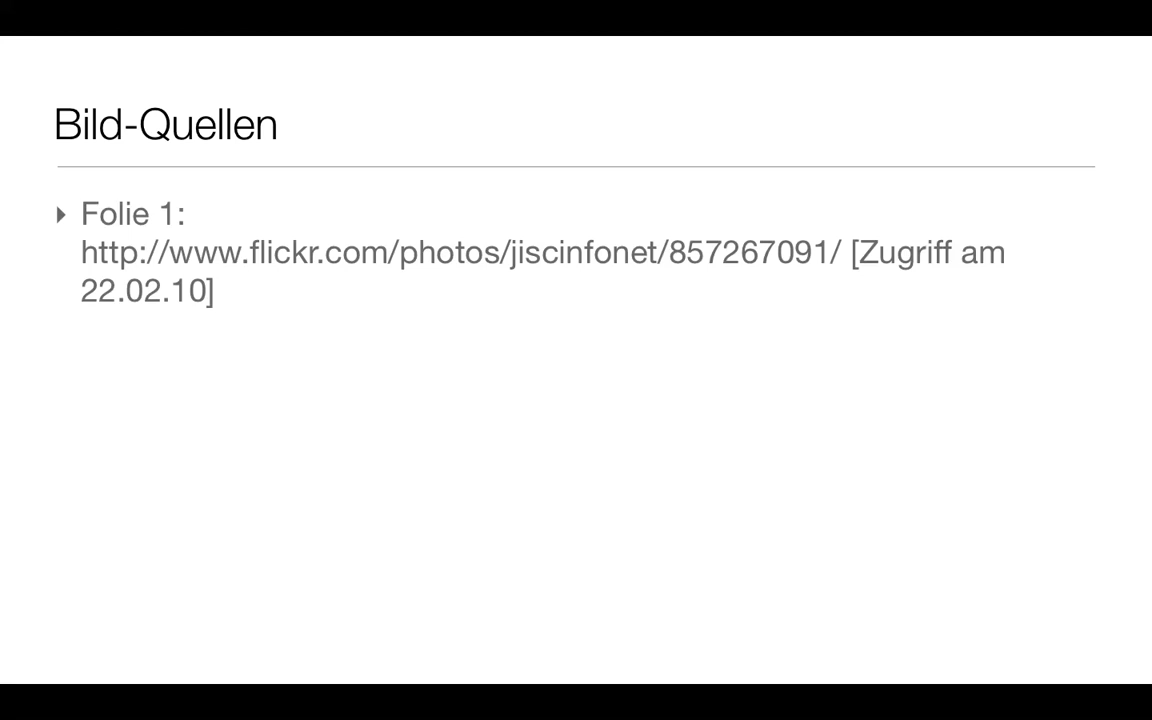 Bild-Quellen
Folie 1:
http://www.flickr.com/photos/jiscinfonet/857267091/ [Zugriff am
22.02.10]